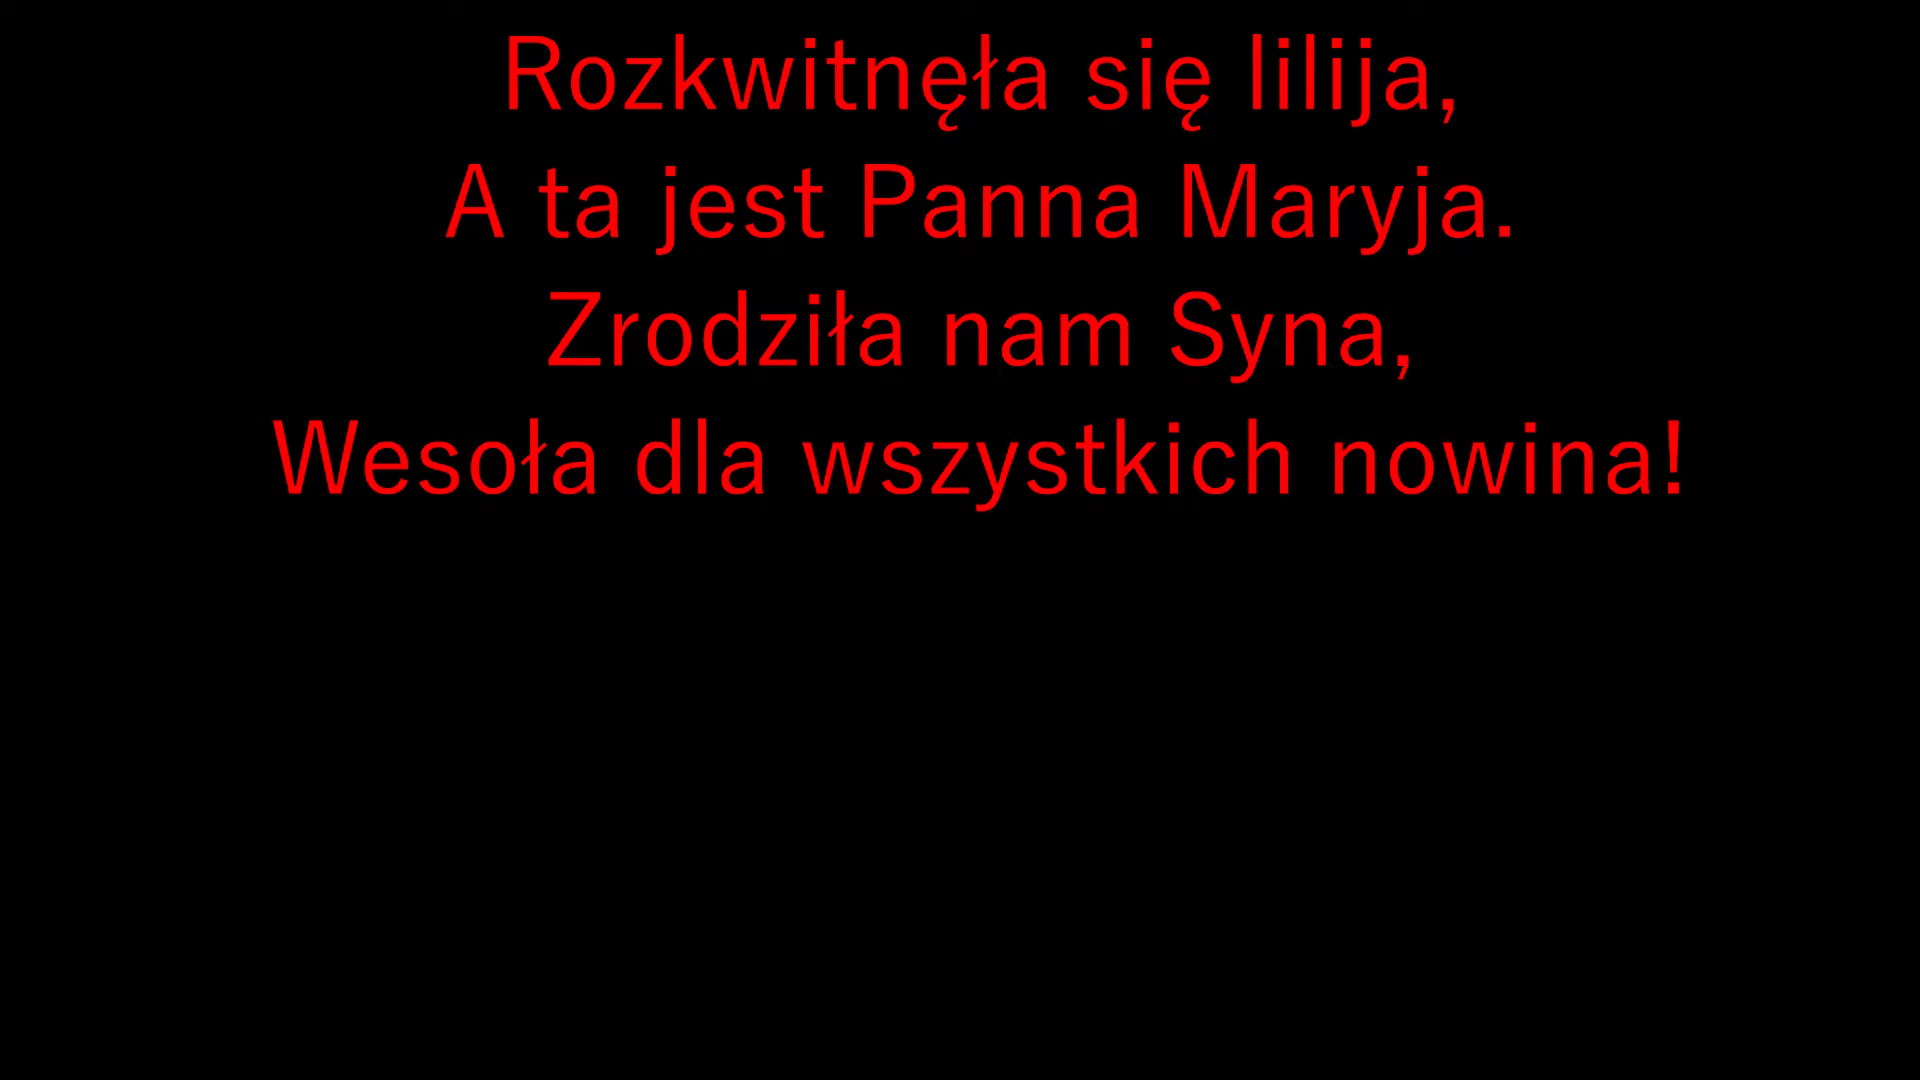 Rozkwitnęła się lilija,
A ta jest Panna Maryja.
Zrodziła nam Syna,
Wesoła dla wszystkich nowina!